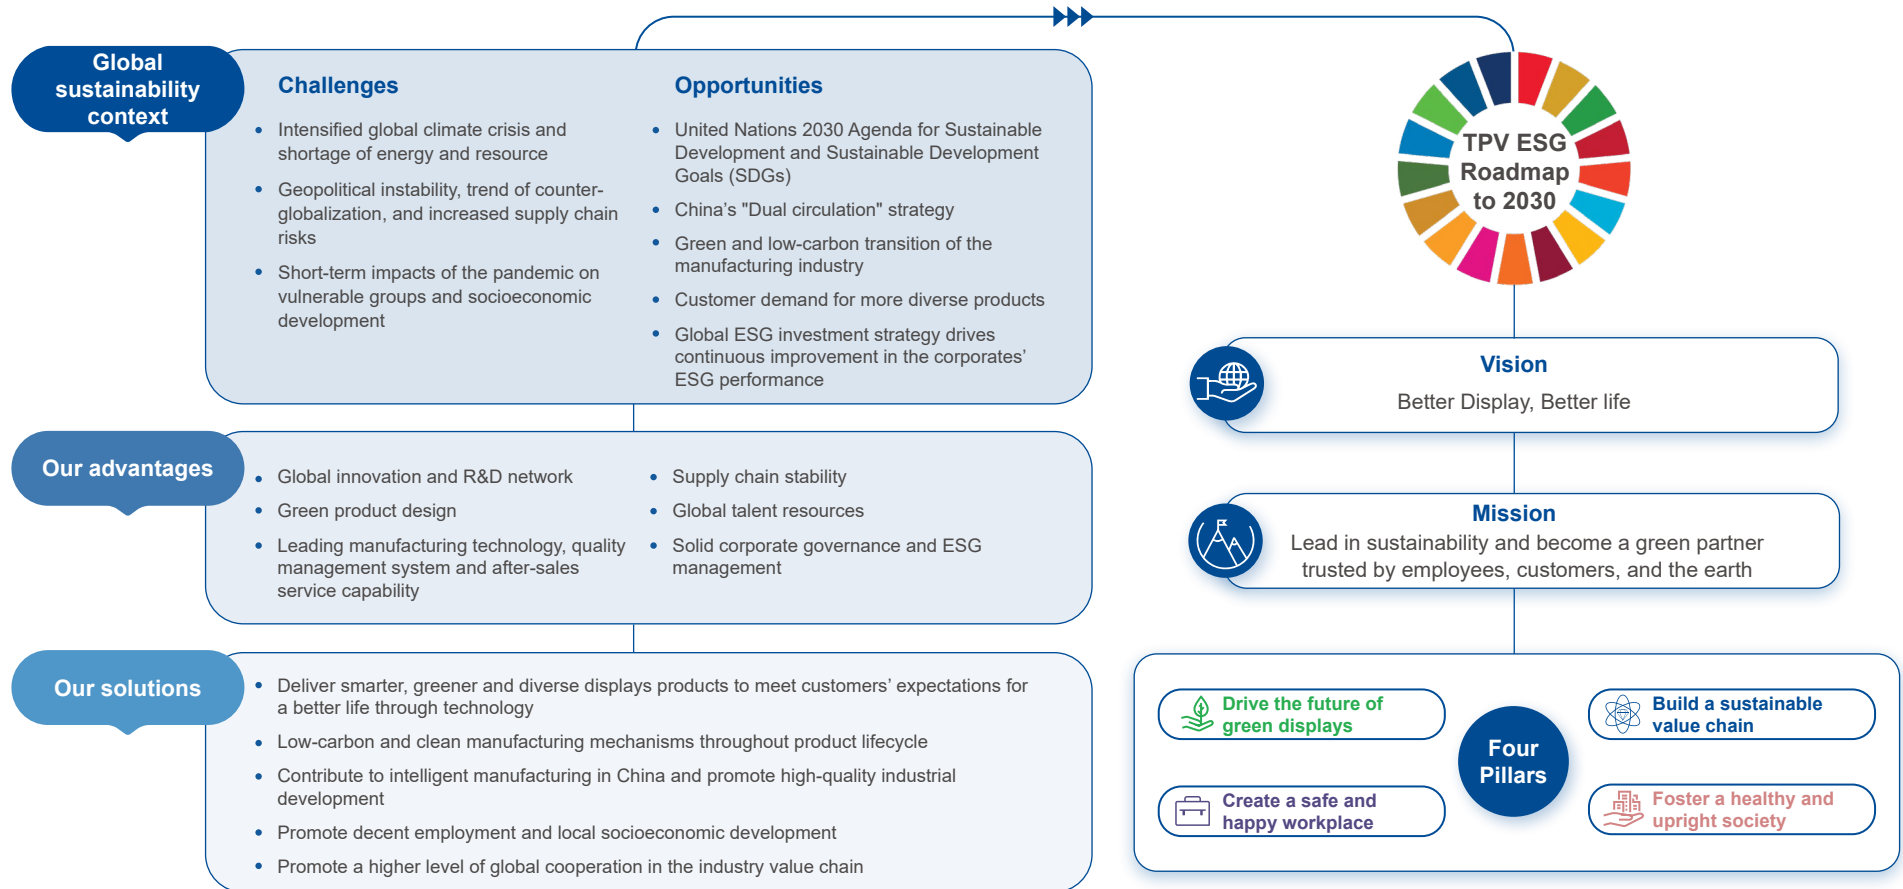 Global
sustainability
context
Challenges
• Intensified global climate crisis and
shortage of energy and resource
• Geopolitical instability, trend of counter-
globalization, and increased supply chain
risks
• Short-term impacts of the pandemic on
vulnerable groups and socioeconomic
development
Opportunities
• United Nations 2030 Agenda for Sustainable
Development and Sustainable Development
Goals (SDGs)
• China’s "Dual circulation" strategy
• Green and low-carbon transition of the
manufacturing industry
• Customer demand for more diverse products
• Global ESG investment strategy drives
continuous improvement in the corporates’
ESG performance
Our advantages
• Global innovation and R&D network
• Green product design
• Leading manufacturing technology, quality
management system and after-sales
service capability
• Supply chain stability
• Global talent resources
• Solid corporate governance and ESG
management
Our solutions
• Deliver smarter, greener and diverse displays products to meet customers’ expectations for
a better life through technology
• Low-carbon and clean manufacturing mechanisms throughout product lifecycle
• Contribute to intelligent manufacturing in China and promote high-quality industrial
development
• Promote decent employment and local socioeconomic development
• Promote a higher level of global cooperation in the industry value chain
TPV ESG
Roadmap
to 2030
Vision
Better Display, Better life
Mission
Lead in sustainability and become a green partner
trusted by employees, customers, and the earth
Four
Pillars
Drive the future of
green displays
Build a sustainable
value chain
Create a safe and
happy workplace
Foster a healthy and
upright society